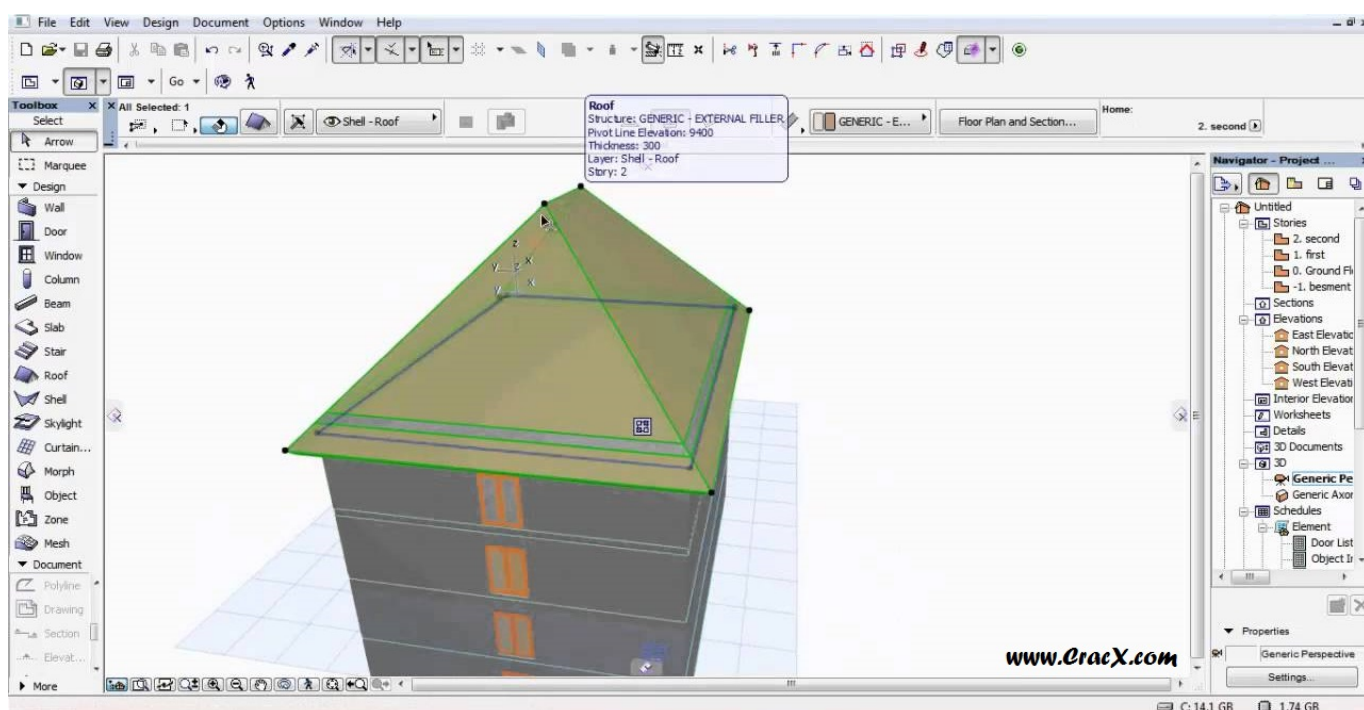 File Edit View Design Document Options Window Help
Go
Toolbox X
Select
Arrow
Marquee
Design
Wall
Door
Window
Column
Beam
Slab
Stair
Roof
Shell
Skylight
Curtain...
Morph
Object
Zone
Mesh
Document
Polyline
Drawing
Section
Elevat...
More
All Selected: 1
Shell - Roof
GENERIC - E...
Floor Plan and Section...
Home:
2. second
Roof
Structure: GENERIC - EXTERNAL FILLER
Pivot Line Elevation: 9400
Thickness: 300
Layer: Shell - Roof
Story: 2
z
x
y
z
x
y
www.CracX.com
Navigator - Project ...
Untitled
Stories
2. second
1. first
0. Ground Fl
-1. besment
Sections
Elevations
East Elevatic
North Elevat
South Elevat
West Elevati
Interior Elevation
Worksheets
Details
3D Documents
3D
Generic Pe
Generic Axor
Schedules
Element
Door List
Object Ir
Properties
Generic Perspective
Settings...
C: 14.1 GB 1.74 GB